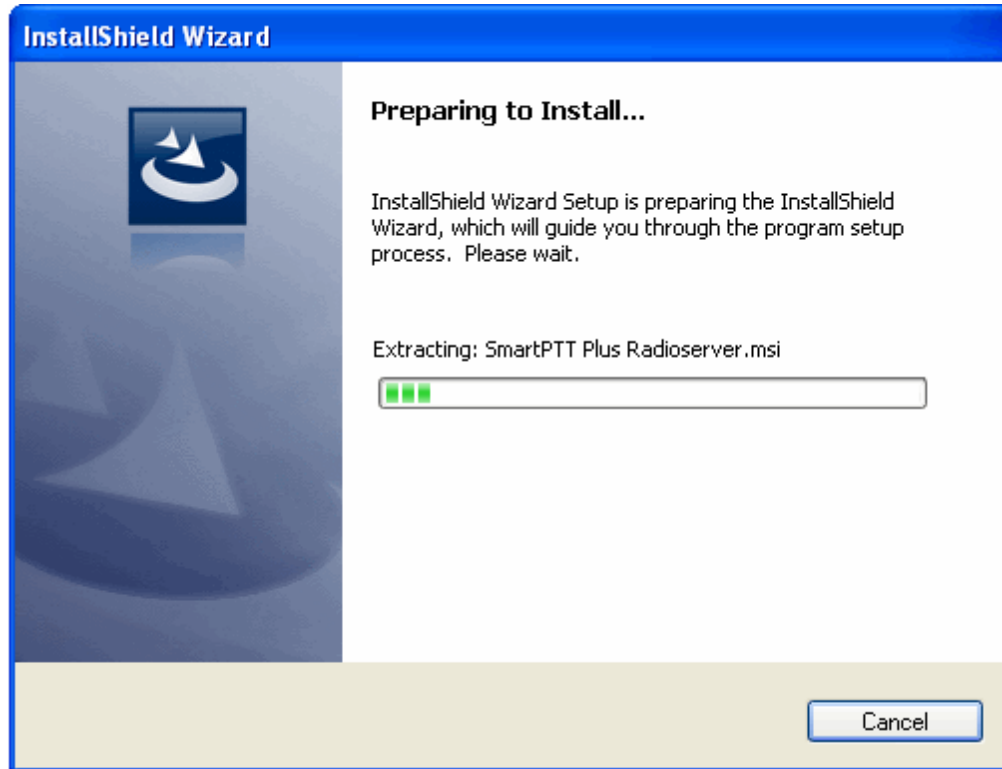 InstallShield Wizard
Preparing to Install...
InstallShield Wizard Setup is preparing the InstallShield
Wizard, which will guide you through the program setup
process.  Please wait.
Extracting: SmartPTT Plus Radioserver.msi
Cancel